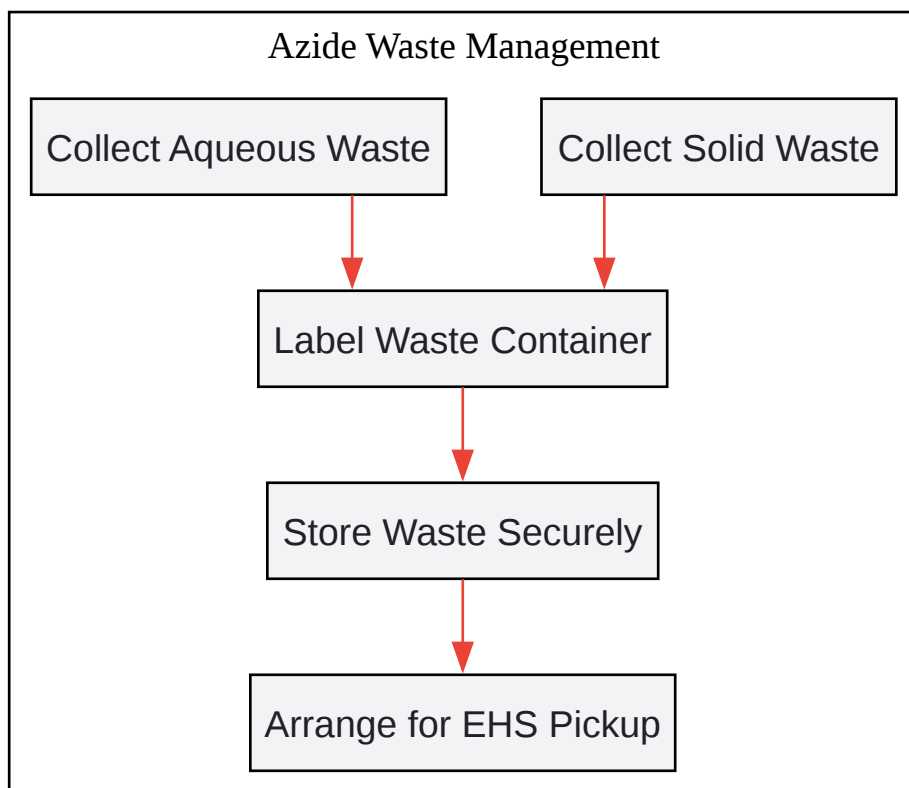 Azide Waste Management
Collect Aqueous Waste
Collect Solid Waste
Label Waste Container
Store Waste Securely
Arrange for EHS Pickup